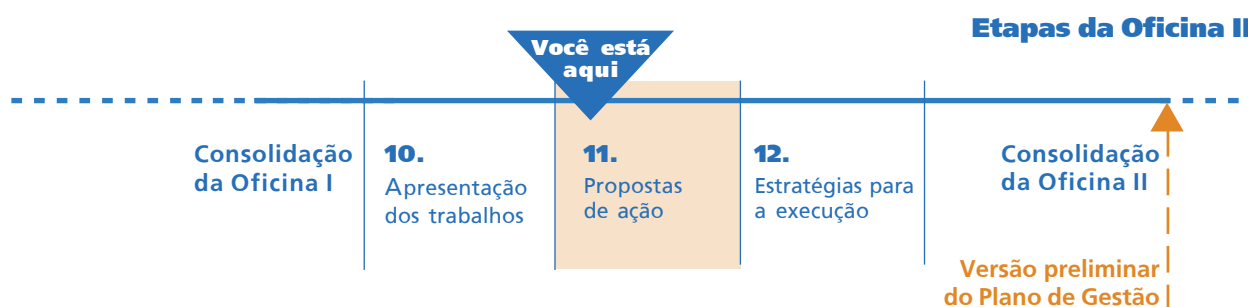 Etapas da Oficina II
Você está
aqui
Consolidação
da Oficina I
10.
Apresentação
dos trabalhos
11.
Propostas
de ação
12.
Estratégias para
a execução
Consolidação
da Oficina II
Versão preliminar
do Plano de Gestão